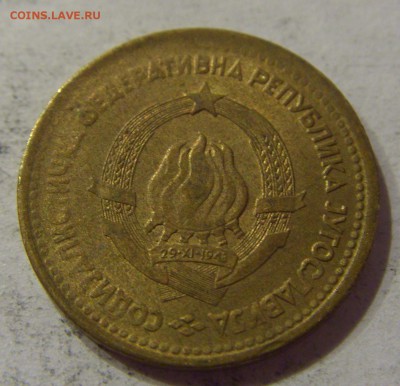 COINS.LAVE.RU
СОЦИЈАЛИСТИЧКА ФЕДЕРАТИВНА РЕПУБЛИКА ЈУГОСЛАВИЈА
29·XI·1943